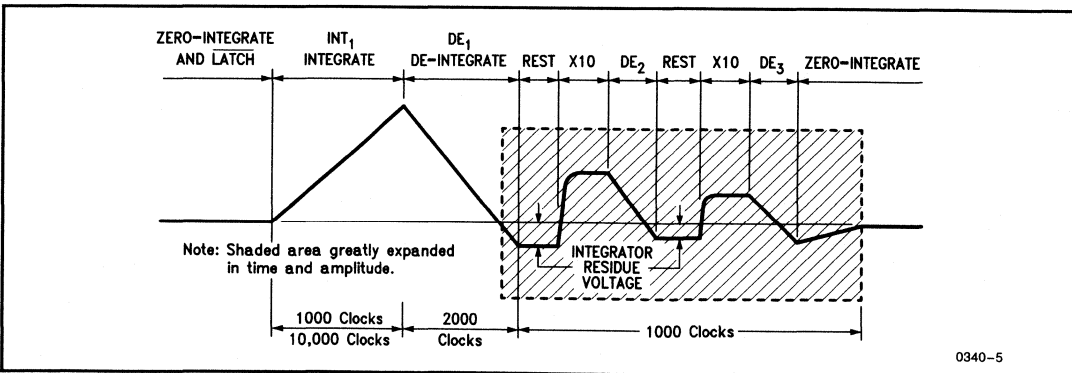 ZERO-INTEGRATE
AND LATCH
INT1
INTEGRATE
DE1
DE-INTEGRATE
REST
X10
DE2
REST
X10
DE3
ZERO-INTEGRATE
Note: Shaded area greatly expanded
in time and amplitude.
INTEGRATOR
RESIDUE
VOLTAGE
1000 Clocks
10,000 Clocks
2000
Clocks
1000 Clocks
0340-5